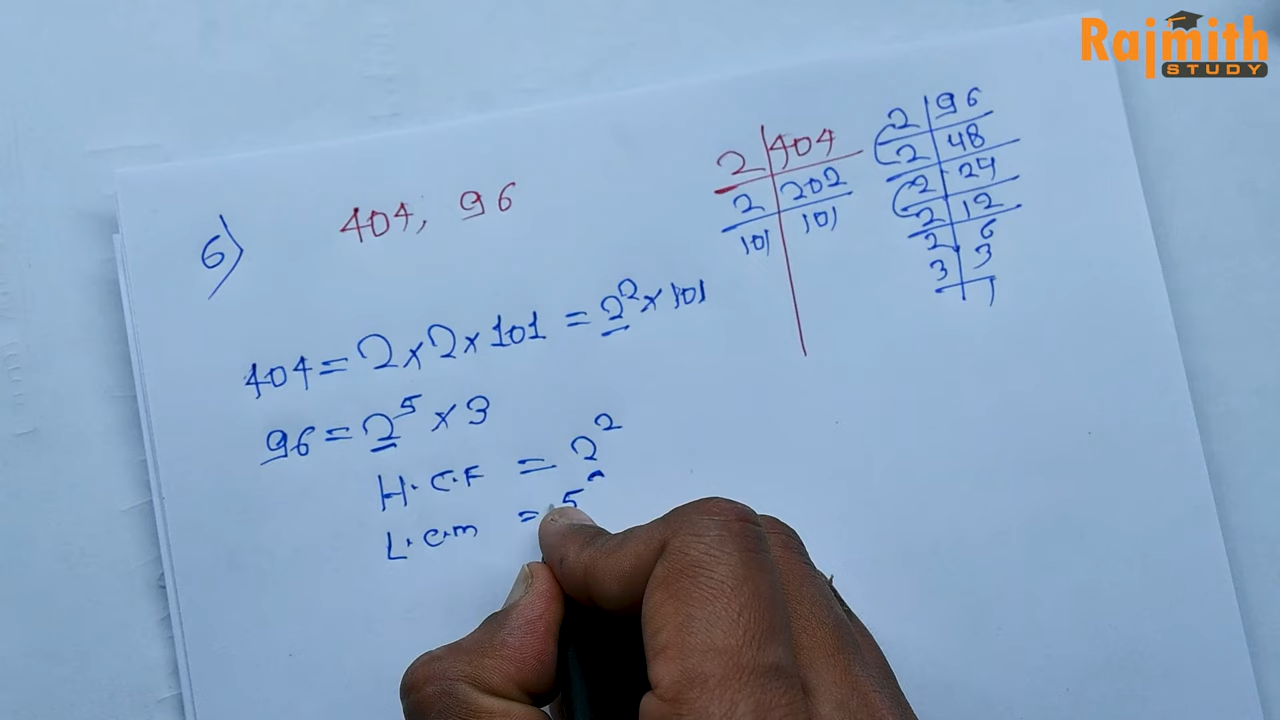 Rajmith
STUDY
6)
404, 96
2 | 404
2 | 202
101 | 101
2 | 96
2 | 48
2 | 24
2 | 12
2 | 6
3 | 3
1
404 = 2 × 2 × 101 = 2² × 101
96 = 2⁵ × 3
H.C.F = 2²
L.C.M =